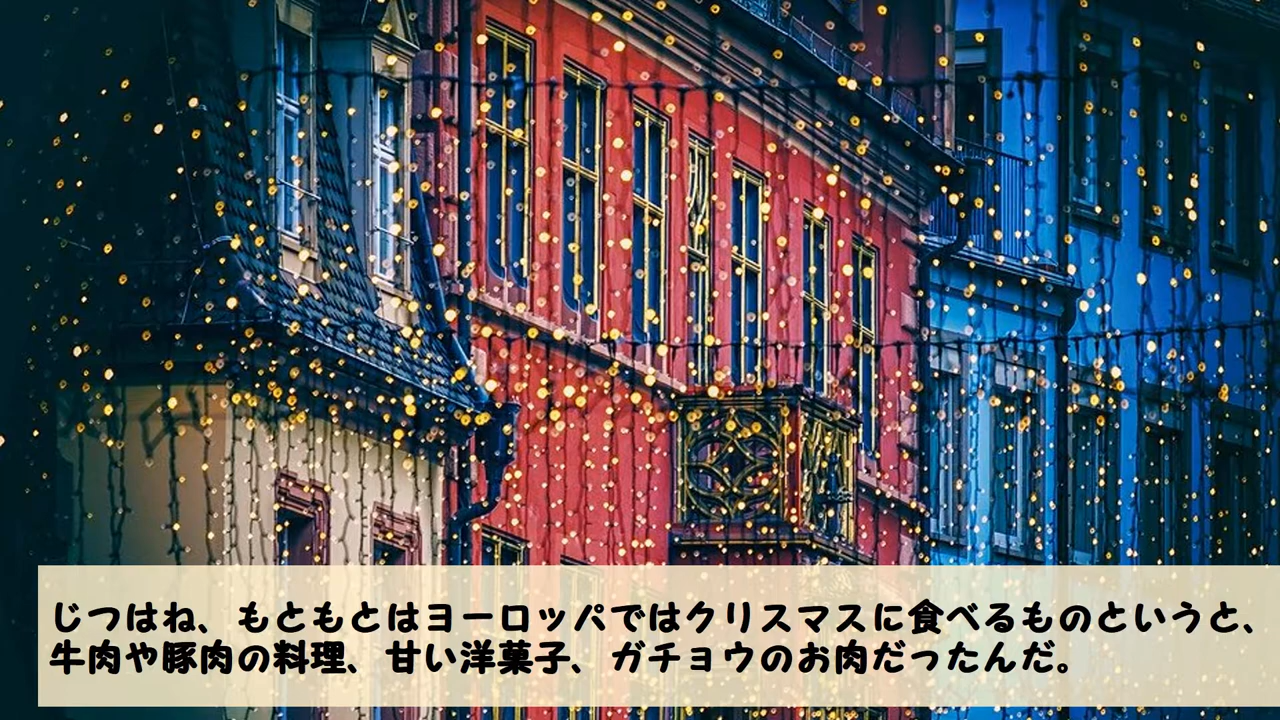 じつはね、もともとはヨーロッパではクリスマスに食べるものというと、
牛肉や豚肉の料理、甘い洋菓子、ガチョウのお肉だったんだ。